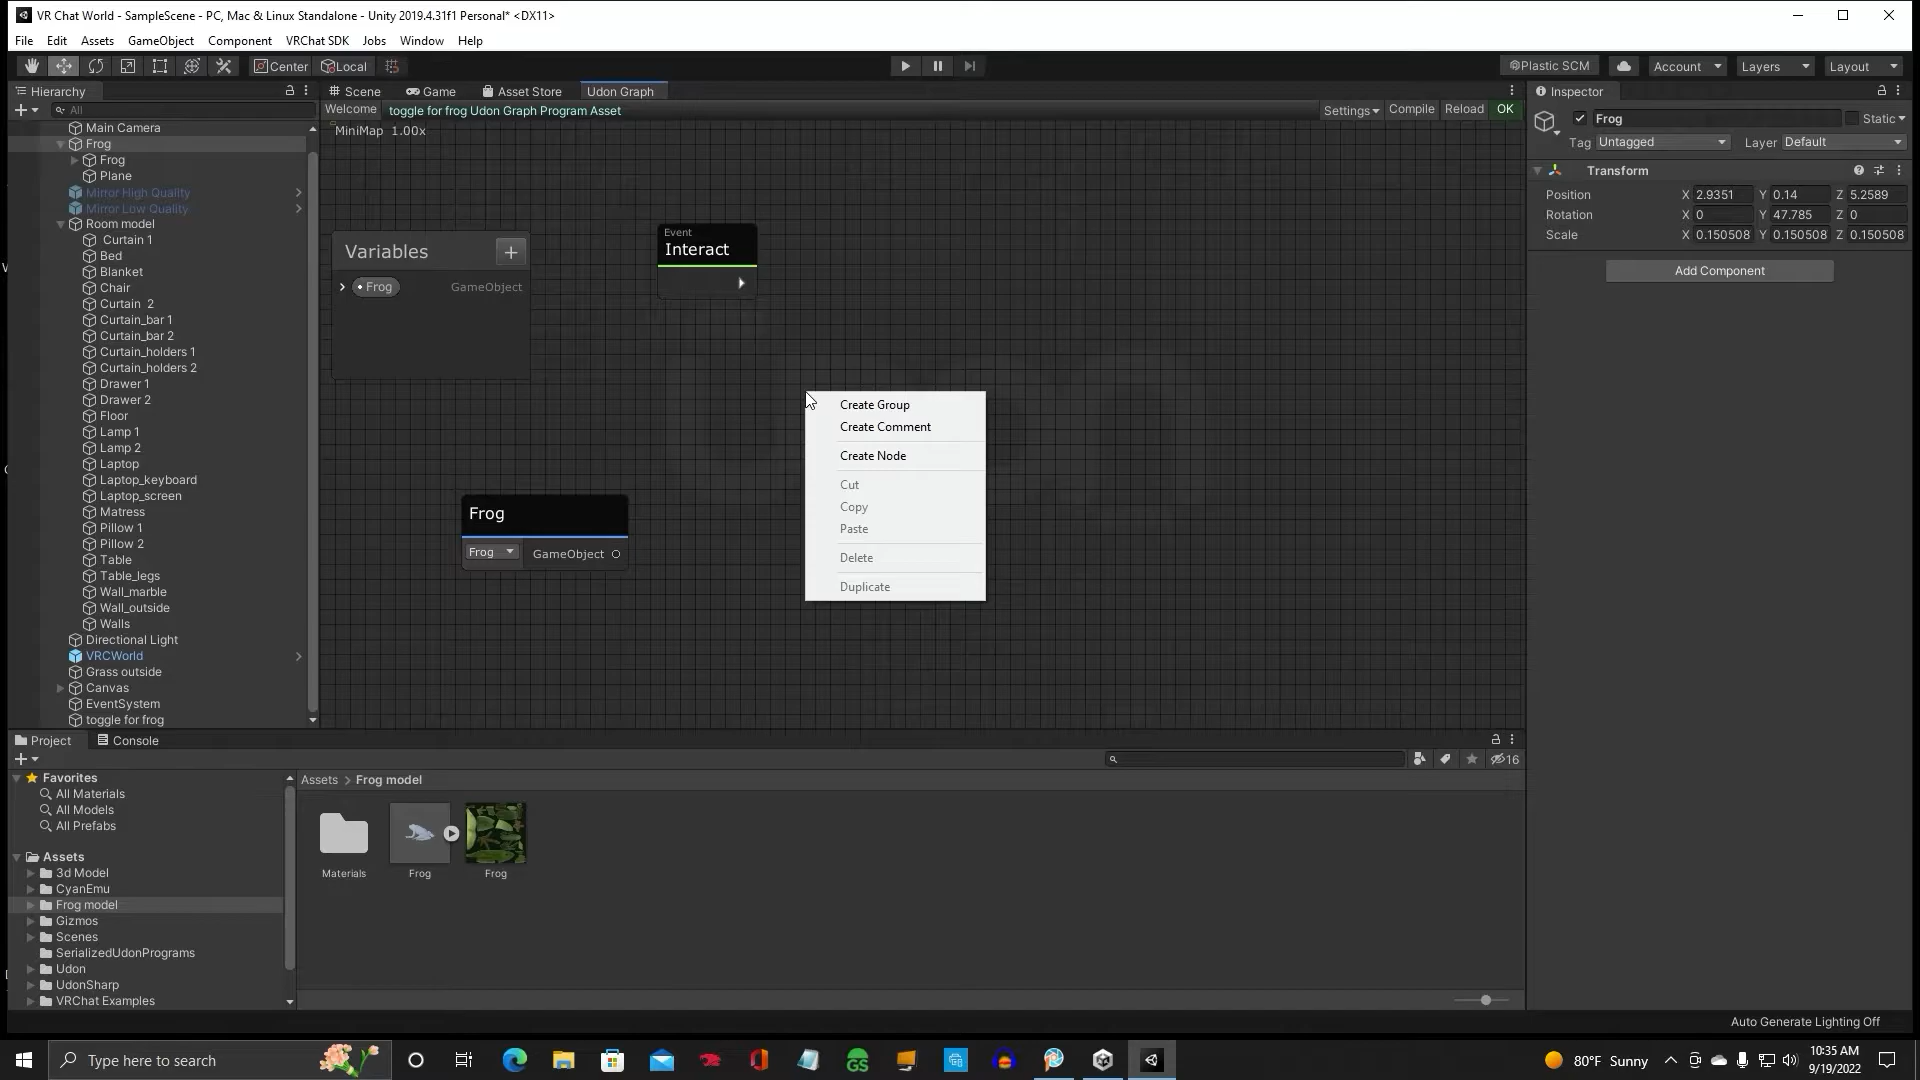 VR Chat World - SampleScene - PC, Mac & Linux Standalone - Unity 2019.4.31f1 Personal* <DX11>
File Edit Assets GameObject Component VRChat SDK Jobs Window Help
Center Local Plastic SCM Account Layers Layout
Hierarchy
All
Main Camera
Frog
Frog
Plane
Mirror High Quality
Mirror Low Quality
Room model
Curtain 1
Bed
Blanket
Chair
Curtain 2
Curtain_bar 1
Curtain_bar 2
Curtain_holders 1
Curtain_holders 2
Drawer 1
Drawer 2
Floor
Lamp 1
Lamp 2
Laptop
Laptop_keyboard
Laptop_screen
Matress
Pillow 1
Pillow 2
Table
Table_legs
Wall_marble
Wall_outside
Walls
Directional Light
VRCWorld
Grass outside
Canvas
EventSystem
toggle for frog
Scene Game Asset Store Udon Graph
Welcome toggle for frog Udon Graph Program Asset Settings Compile Reload OK
MiniMap 1.00x
Variables +
Frog GameObject
Event
Interact
Frog
Frog GameObject
Create Group
Create Comment
Create Node
Cut
Copy
Paste
Delete
Duplicate
Inspector
Frog Static
Tag Untagged Layer Default
Transform
Position X 2.9351 Y 0.14 Z 5.2589
Rotation X 0 Y 47.785 Z 0
Scale X 0.150508 Y 0.150508 Z 0.150508
Add Component
Project Console
16
Favorites
All Materials
All Models
All Prefabs
Assets
3d Model
CyanEmu
Frog model
Gizmos
Scenes
SerializedUdonPrograms
Udon
UdonSharp
VRChat Examples
Assets > Frog model
Materials Frog Frog
Auto Generate Lighting Off
Type here to search
GS
80°F Sunny
10:35 AM
9/19/2022